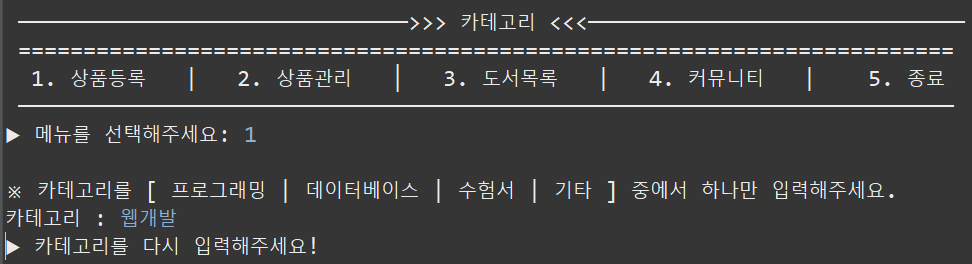 >>> 카테고리 <<<
1. 상품등록 | 2. 상품관리 | 3. 도서목록 | 4. 커뮤니티 | 5. 종료
▶ 메뉴를 선택해주세요: 1
※ 카테고리를 [ 프로그래밍 | 데이터베이스 | 수험서 | 기타 ] 중에서 하나만 입력해주세요.
카테고리 : 웹개발
▶ 카테고리를 다시 입력해주세요!